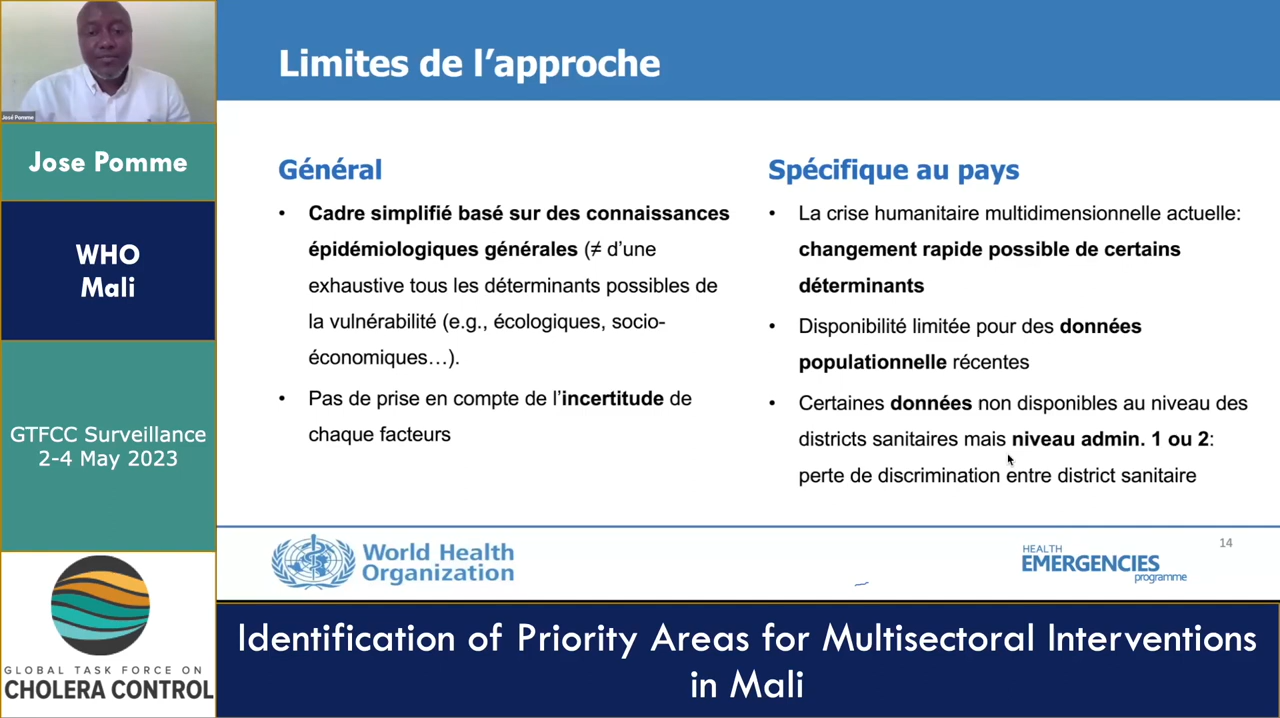 José Pomme
Jose Pomme
WHO
Mali
GTFCC Surveillance
2-4 May 2023
GLOBAL TASK FORCE ON
CHOLERA CONTROL
Limites de l’approche
Général
• Cadre simplifié basé sur des connaissances
épidémiologiques générales (≠ d’une
exhaustive tous les déterminants possibles de
la vulnérabilité (e.g., écologiques, socio-
économiques…).
• Pas de prise en compte de l’incertitude de
chaque facteurs
Spécifique au pays
• La crise humanitaire multidimensionnelle actuelle:
changement rapide possible de certains
déterminants
• Disponibilité limitée pour des données
populationnelle récentes
• Certaines données non disponibles au niveau des
districts sanitaires mais niveau admin. 1 ou 2:
perte de discrimination entre district sanitaire
World Health
Organization
14
HEALTH
EMERGENCIES
programme
Identification of Priority Areas for Multisectoral Interventions
in Mali